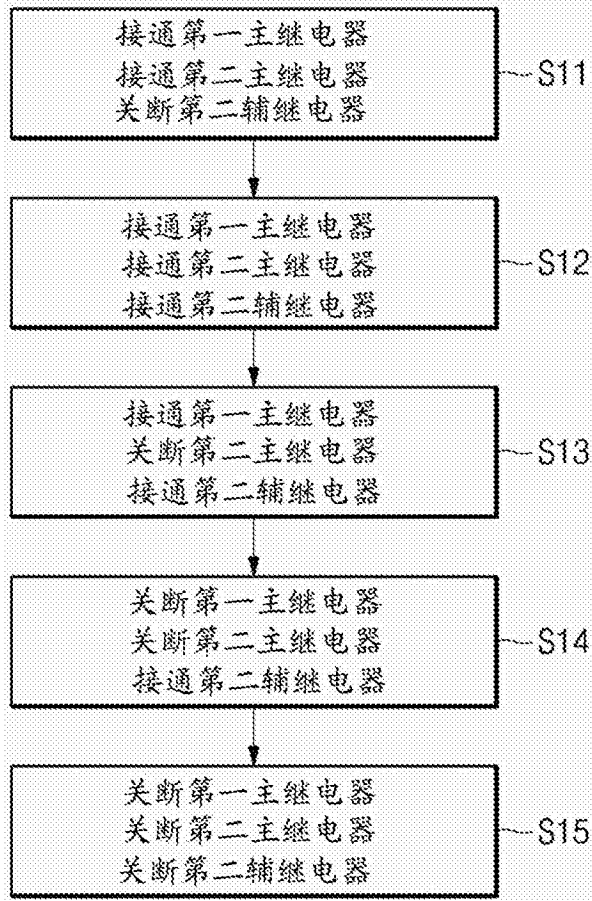 接通第一主继电器
接通第二主继电器
关断第二辅继电器
S11
接通第一主继电器
接通第二主继电器
接通第二辅继电器
S12
接通第一主继电器
关断第二主继电器
接通第二辅继电器
S13
关断第一主继电器
关断第二主继电器
接通第二辅继电器
S14
关断第一主继电器
关断第二主继电器
关断第二辅继电器
S15